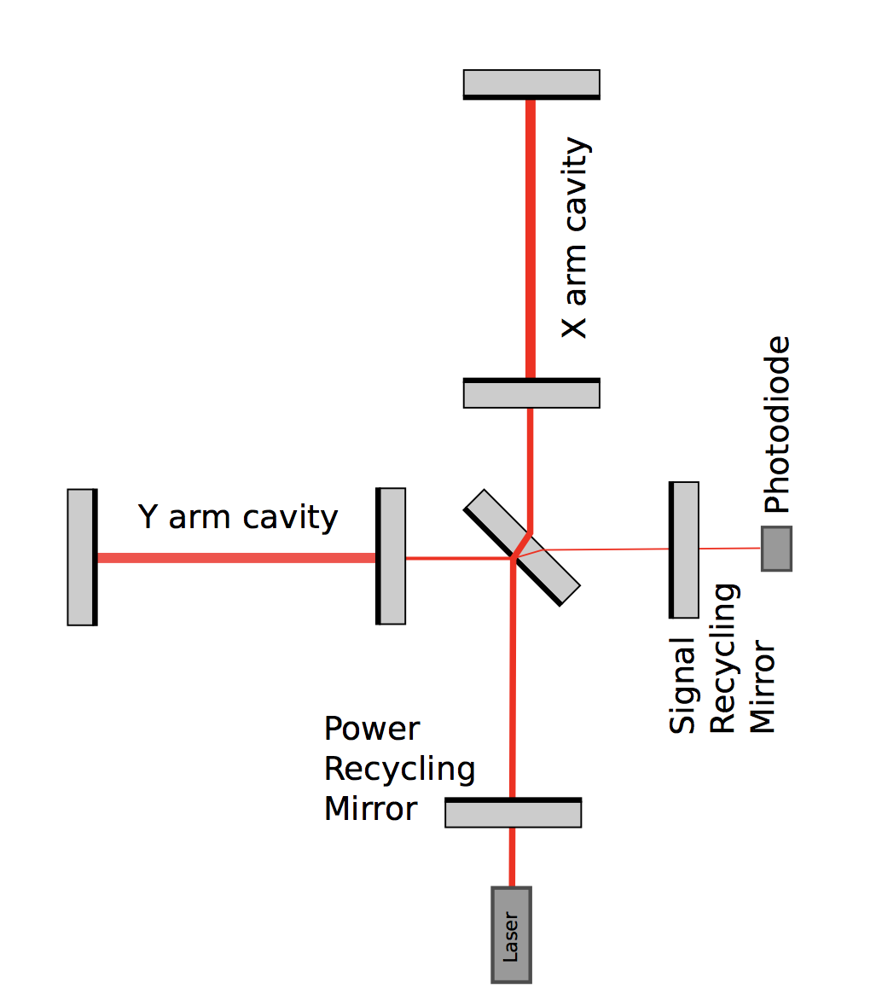 X arm cavity
Photodiode
Y arm cavity
Signal
Recycling
Mirror
Power
Recycling
Mirror
Laser